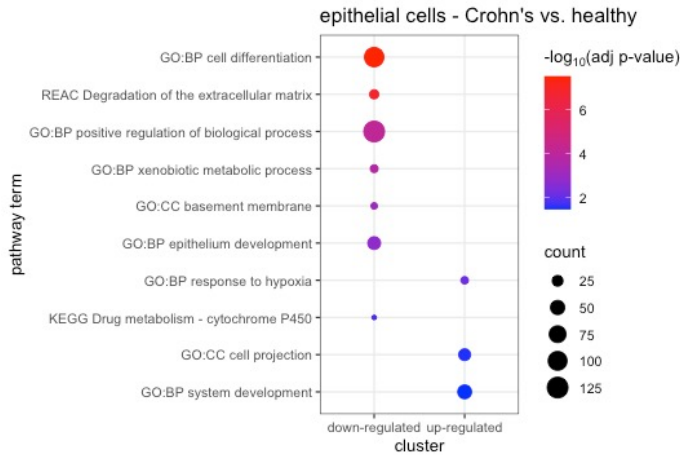 epithelial cells - Crohn's vs. healthy
pathway term
GO:BP cell differentiation
REAC Degradation of the extracellular matrix
GO:BP positive regulation of biological process
GO:BP xenobiotic metabolic process
GO:CC basement membrane
GO:BP epithelium development
GO:BP response to hypoxia
KEGG Drug metabolism - cytochrome P450
GO:CC cell projection
GO:BP system development
down-regulated up-regulated
cluster
-log₁₀(adj p-value)
6
4
2
count
25
50
75
100
125